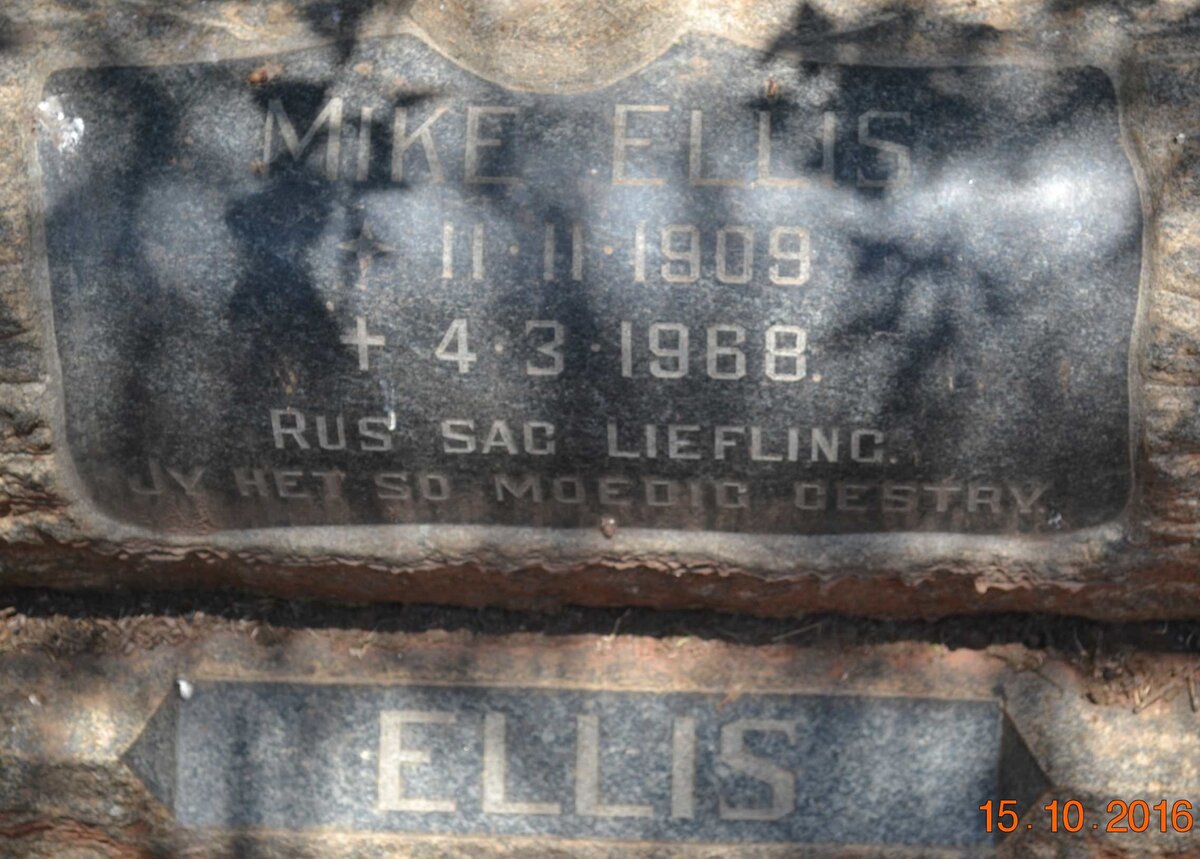 MIKE ELLIS
* 11·11·1909
+ 4·3·1968.
RUS SAG LIEFLING.
JY HET SO MOEDIG GESTRY.
ELLIS
15.10.2016